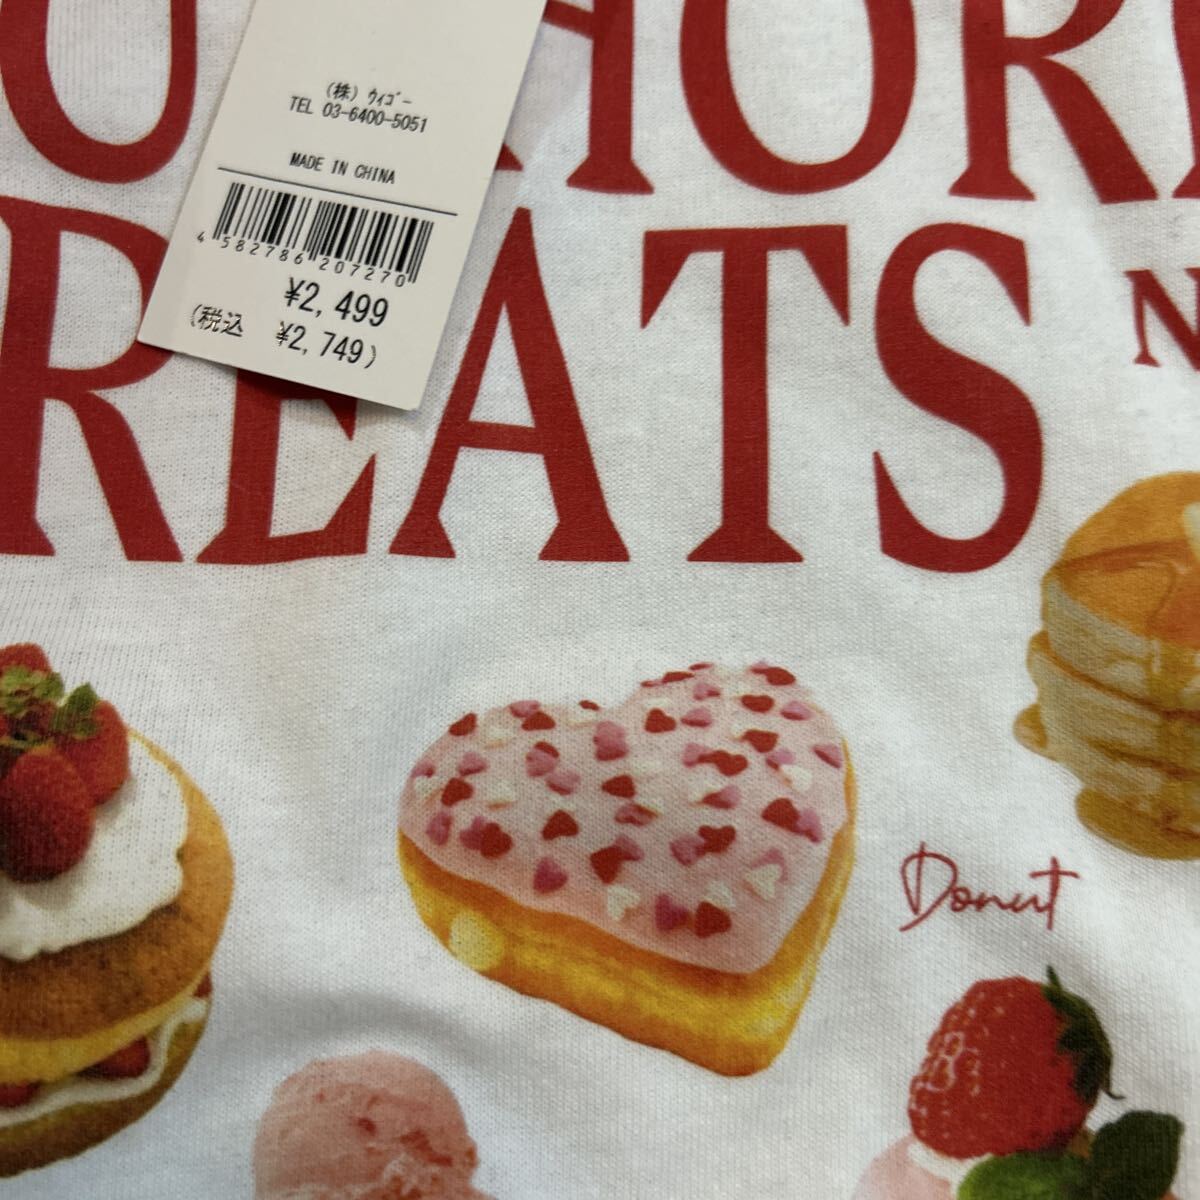 (株) ｳｨｺﾞｰ
TEL 03-6400-5051
MADE IN CHINA
4 582786 207270
¥2,499
(税込 ¥2,749)
REATS
Donut